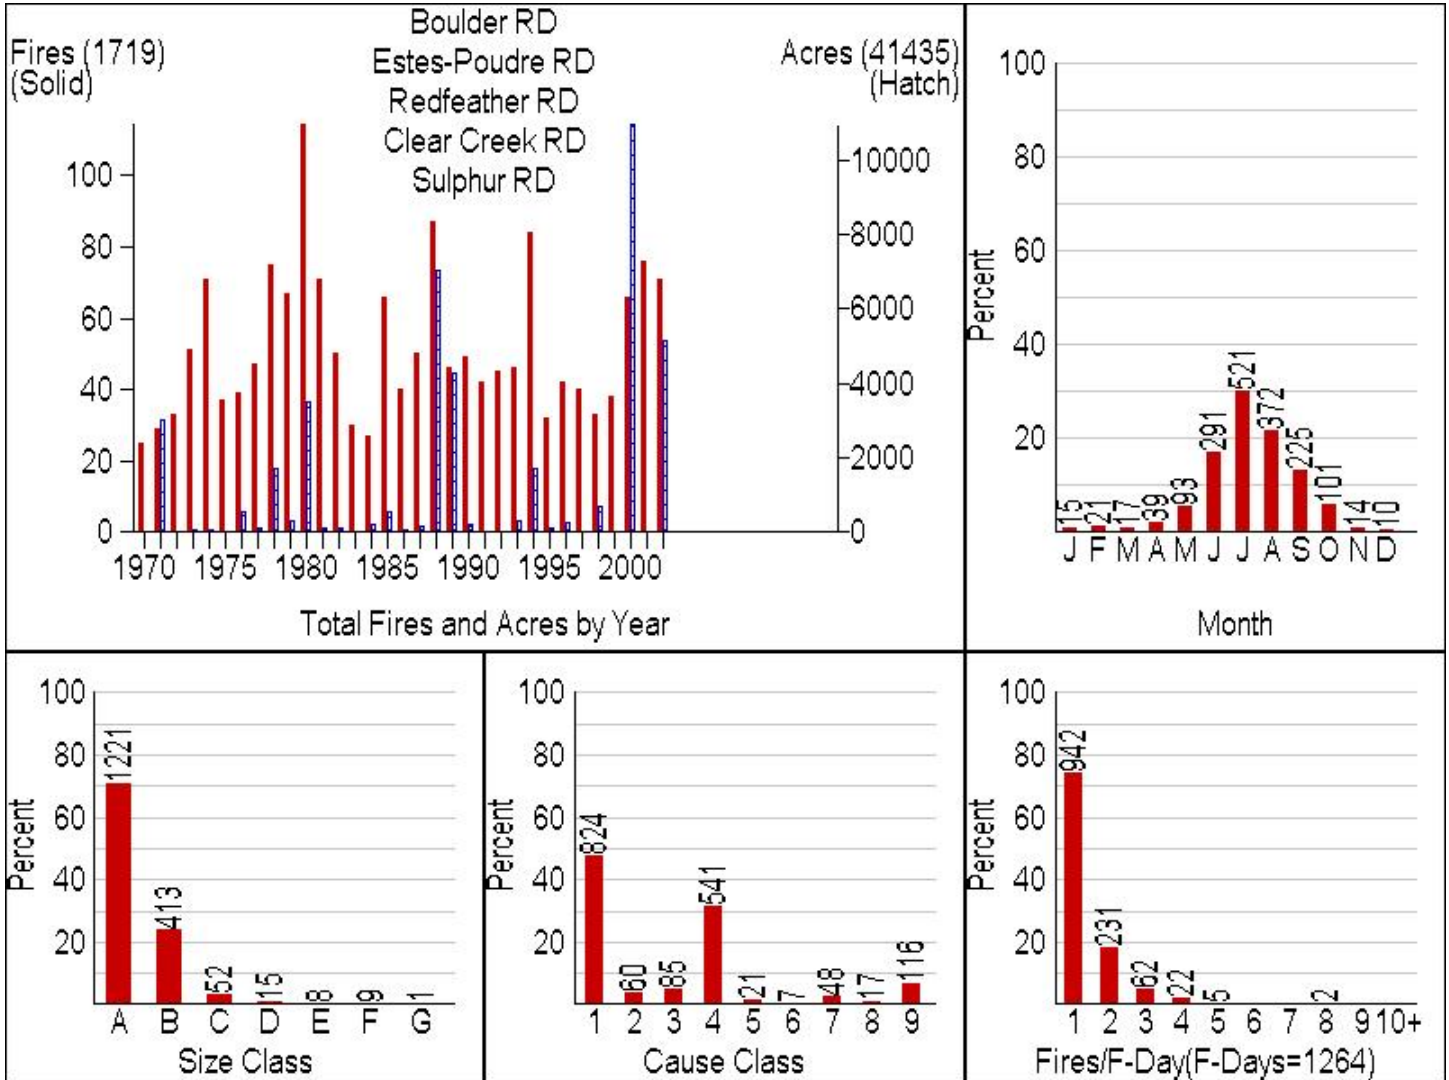 Boulder RD
Estes-Poudre RD
Redfeather RD
Clear Creek RD
Sulphur RD
Fires (1719)
(Solid)
Acres (41435)
(Hatch)
100
80
60
40
20
0
10000
8000
6000
4000
2000
0
1970 1975 1980 1985 1990 1995 2000
Total Fires and Acres by Year
100
80
60
40
20
Percent
15 21 17 39 93 291 521 372 225 101 14 10
J F M A M J J A S O N D
Month
100
80
60
40
20
Percent
1221 413 52 15 8 9 1
A B C D E F G
Size Class
100
80
60
40
20
Percent
824 60 85 541 21 7 48 17 116
1 2 3 4 5 6 7 8 9
Cause Class
100
80
60
40
20
Percent
942 231 62 22 5 2
1 2 3 4 5 6 7 8 9 10+
Fires/F-Day(F-Days=1264)